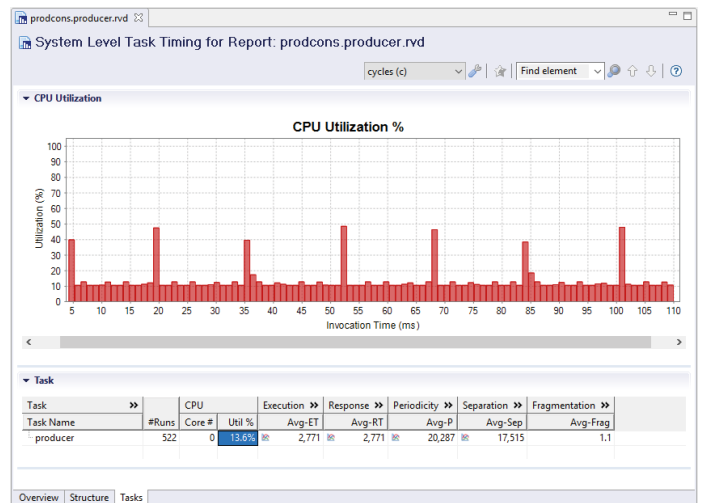 prodcons.producer.rvd
System Level Task Timing for Report: prodcons.producer.rvd
cycles (c) Find element
CPU Utilization
CPU Utilization %
Utilization (%)
100
90
80
70
60
50
40
30
20
10
0
5 10 15 20 25 30 35 40 45 50 55 60 65 70 75 80 85 90 95 100 105 110
Invocation Time (ms)
Task
Task » CPU Execution » Response » Periodicity » Separation » Fragmentation »
Task Name #Runs Core # Util % Avg-ET Avg-RT Avg-P Avg-Sep Avg-Frag
producer 522 0 13.6% 2,771 2,771 20,287 17,515 1.1
Overview Structure Tasks